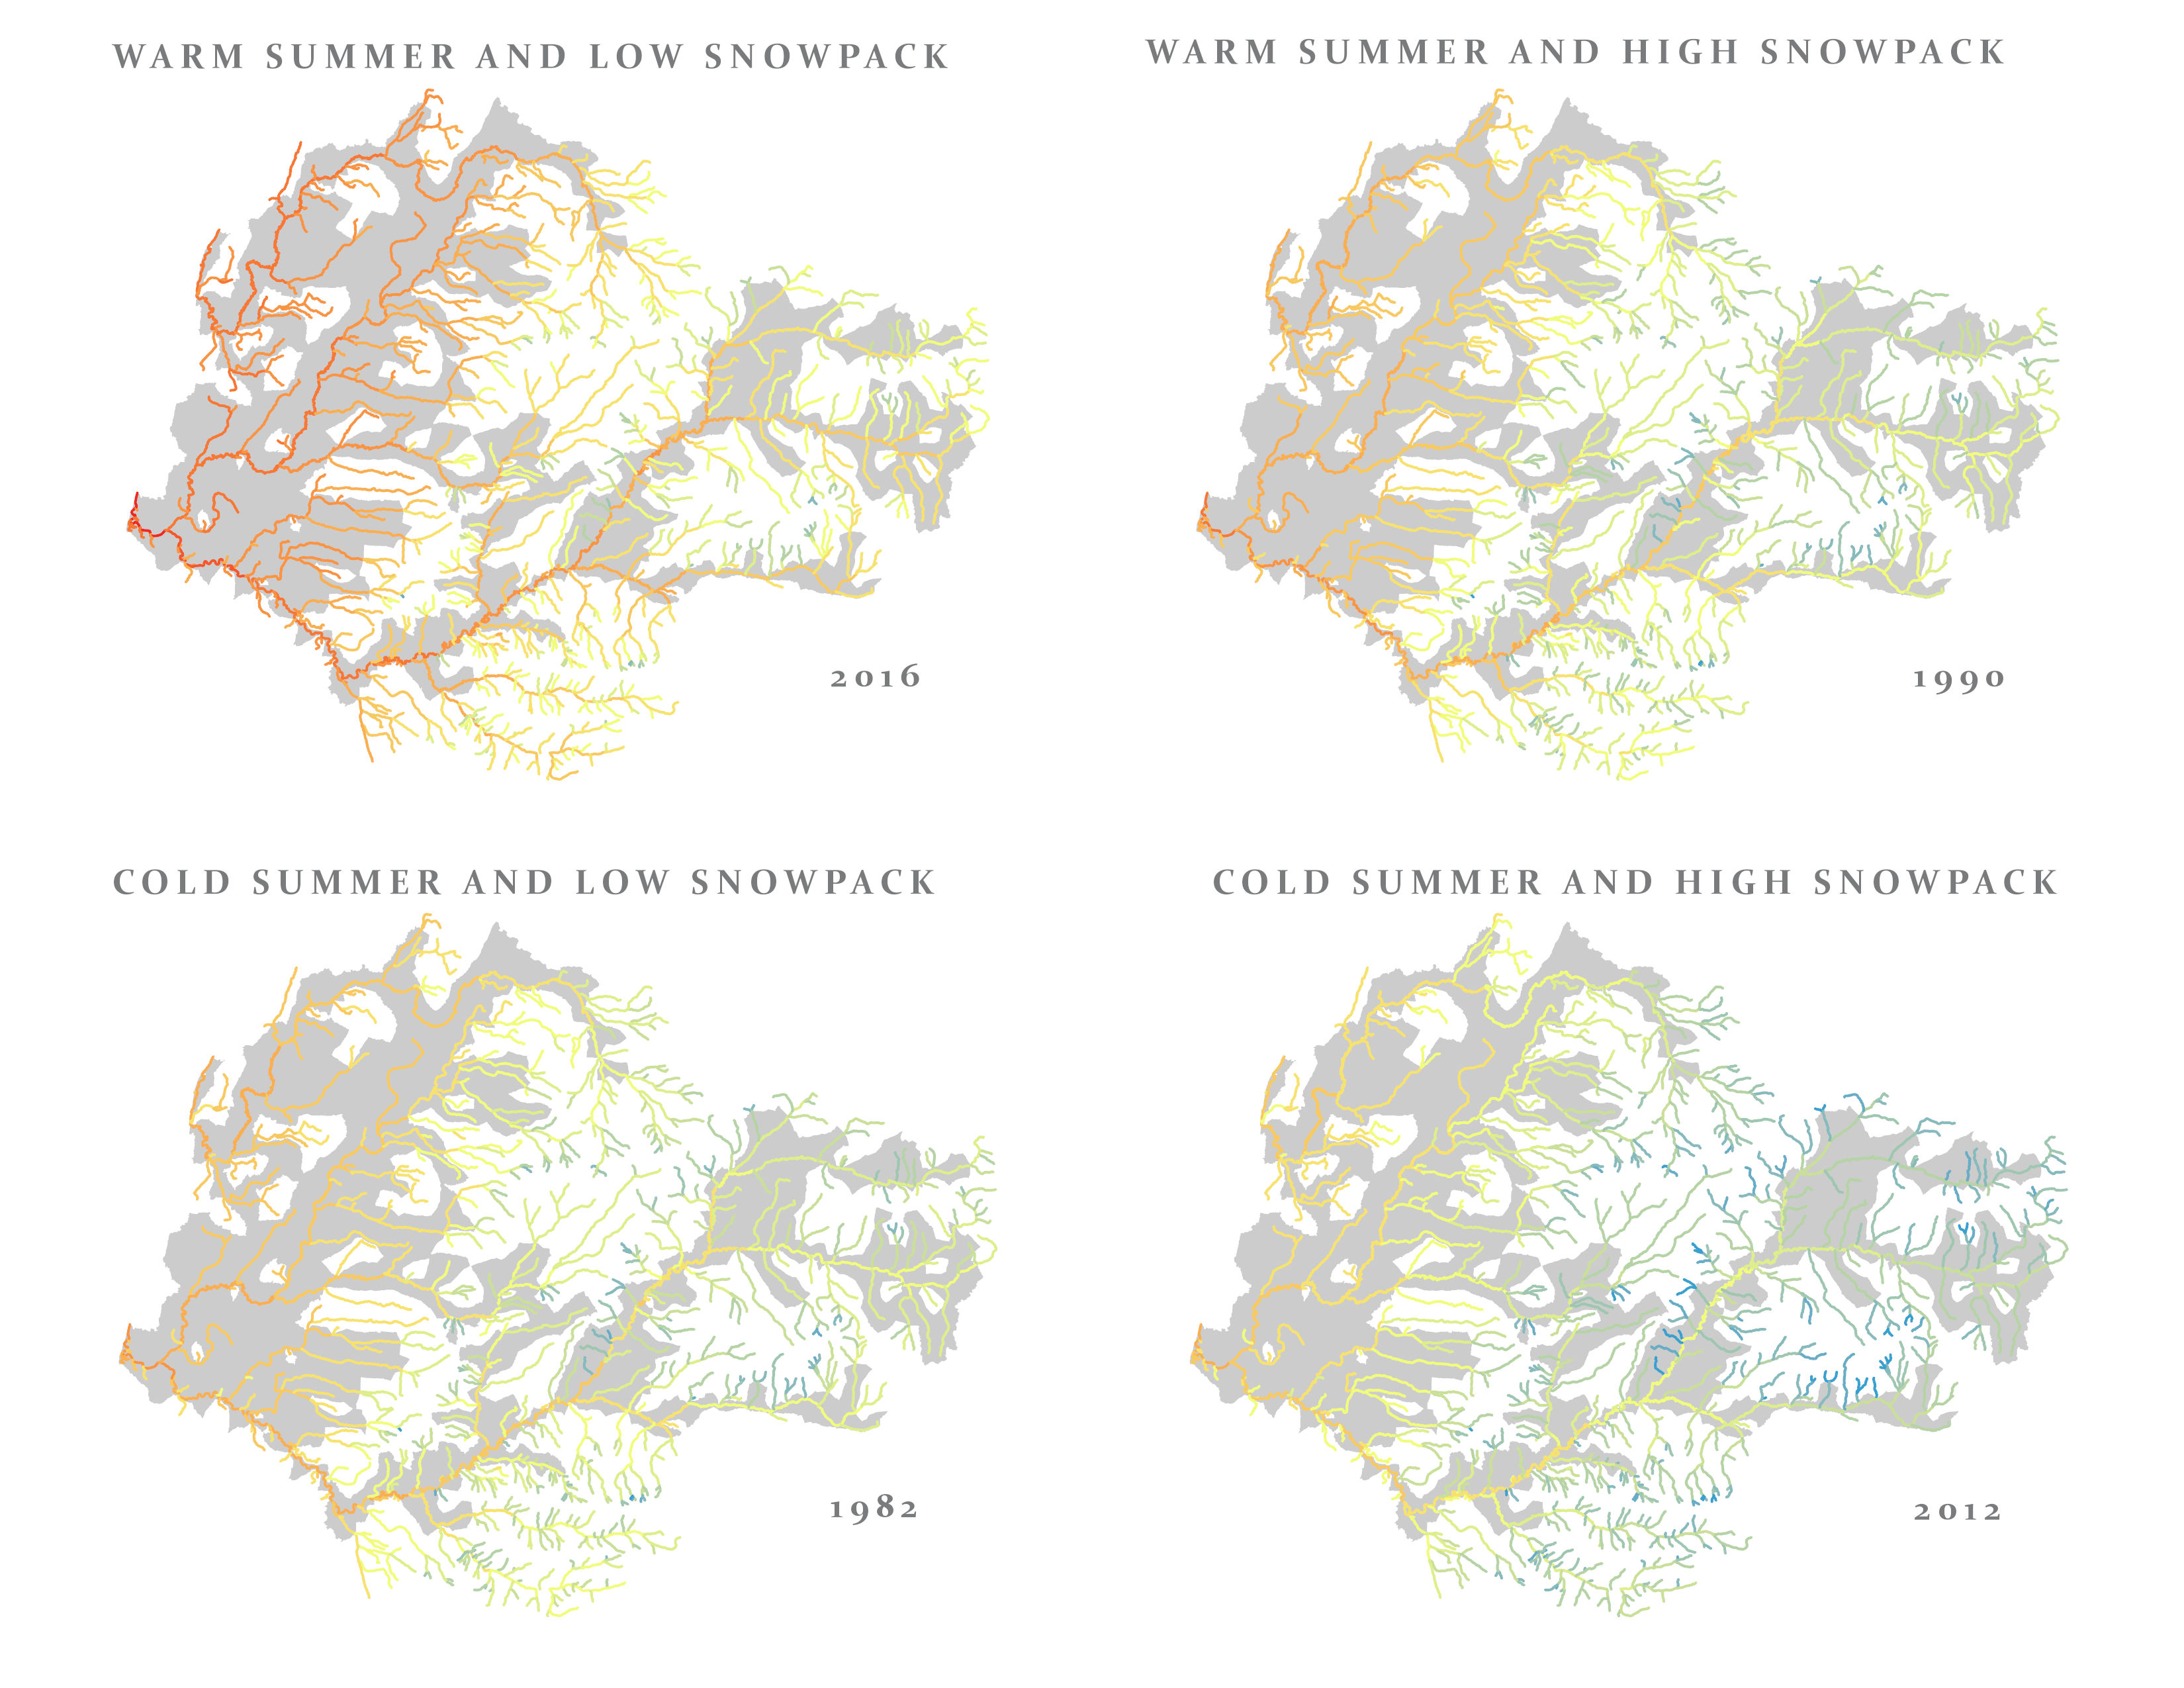 WARM SUMMER AND LOW SNOWPACK
WARM SUMMER AND HIGH SNOWPACK
2016
1990
COLD SUMMER AND LOW SNOWPACK
COLD SUMMER AND HIGH SNOWPACK
1982
2012